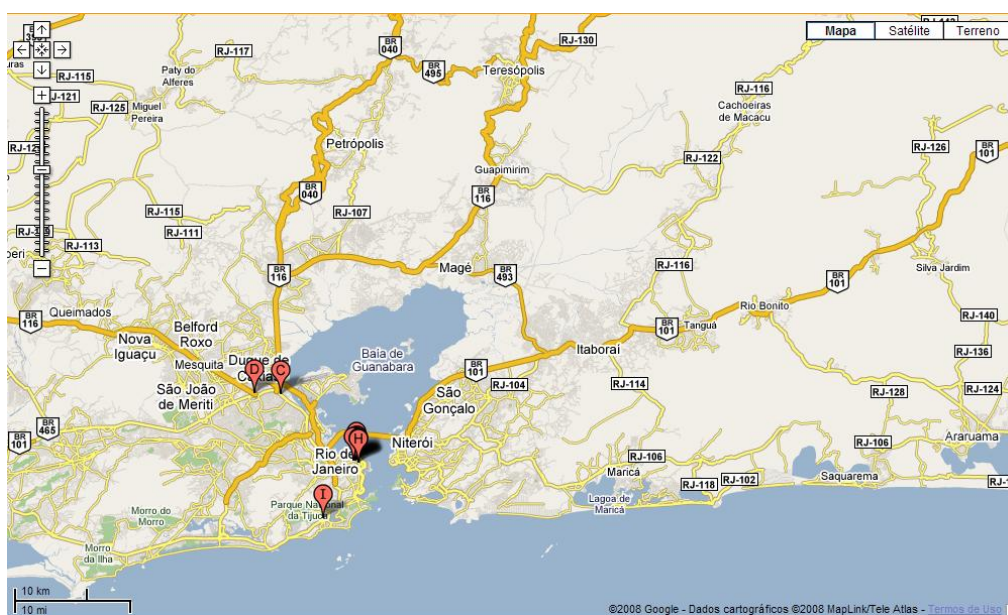 Mapa
Satélite
Terreno
RJ-130
RJ-117
BR
040
BR
495
Teresópolis
Paty do
Alferes
RJ-115
J-121
RJ-125
Miguel
Pereira
RJ-116
Cachoeiras
de Macacu
Petrópolis
RJ-126
BR
101
RJ-122
Guapimirim
BR
040
BR
116
RJ-115
RJ-107
RJ-111
RJ-113
RJ-116
BR
116
Magé
BR
493
Silva Jardim
BR
101
Rio Bonito
BR
116
Queimados
Belford
Roxo
Nova
Iguaçu
BR
101
Tanguá
RJ-140
Baía de
Guanabara
Itaboraí
RJ-136
Mesquita
Duque de
D
C
BR
101
RJ-104
RJ-114
São João
de Meriti
São
Gonçalo
RJ-128
RJ-124
BR
465
BR
101
H
Niterói
Rio de
Janeiro
Araruama
RJ-106
RJ-106
Maricá
Saquarema
RJ-118
RJ-102
I
Parque Nacional
da Tijuca
Lagoa de
Maricá
Morro do
Morro
Morro
da Ilha
10 km
10 mi
©2008 Google - Dados cartográficos ©2008 MapLink/Tele Atlas - Termos de Uso